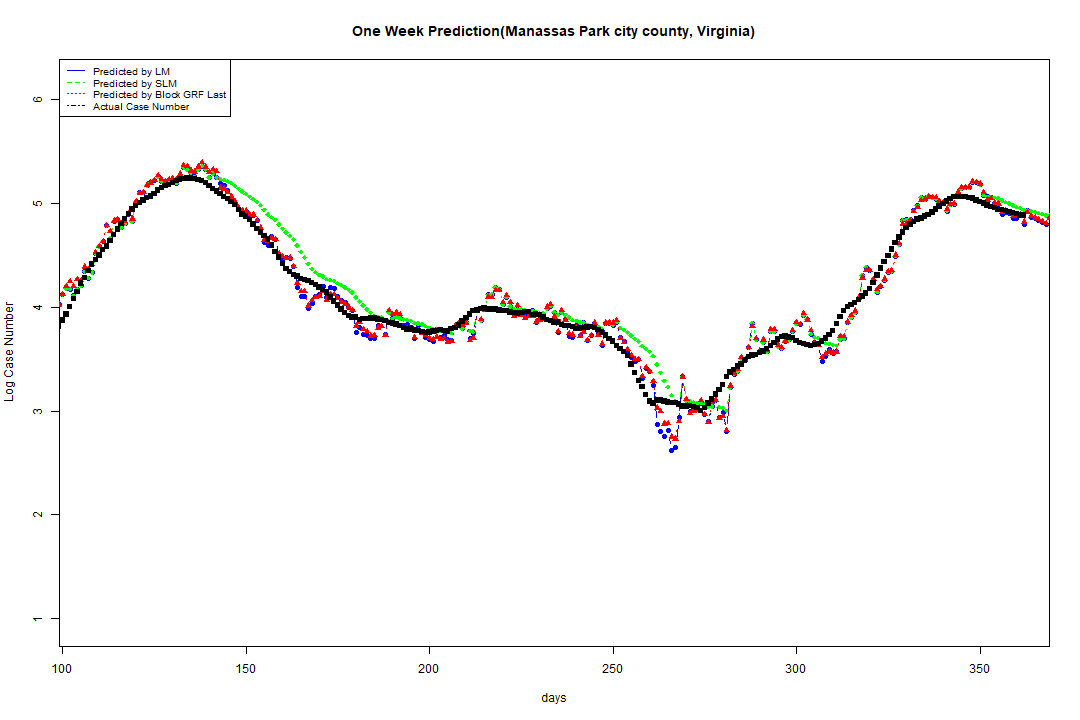 One Week Prediction(Manassas Park city county, Virginia)
Predicted by LM
Predicted by SLM
Predicted by Block GRF Last
Actual Case Number
6
5
4
3
2
1
Log Case Number
100 150 200 250 300 350
days